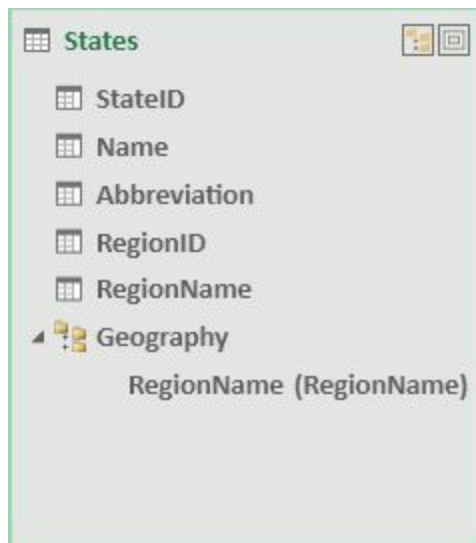 States
StateID
Name
Abbreviation
RegionID
RegionName
Geography
RegionName (RegionName)